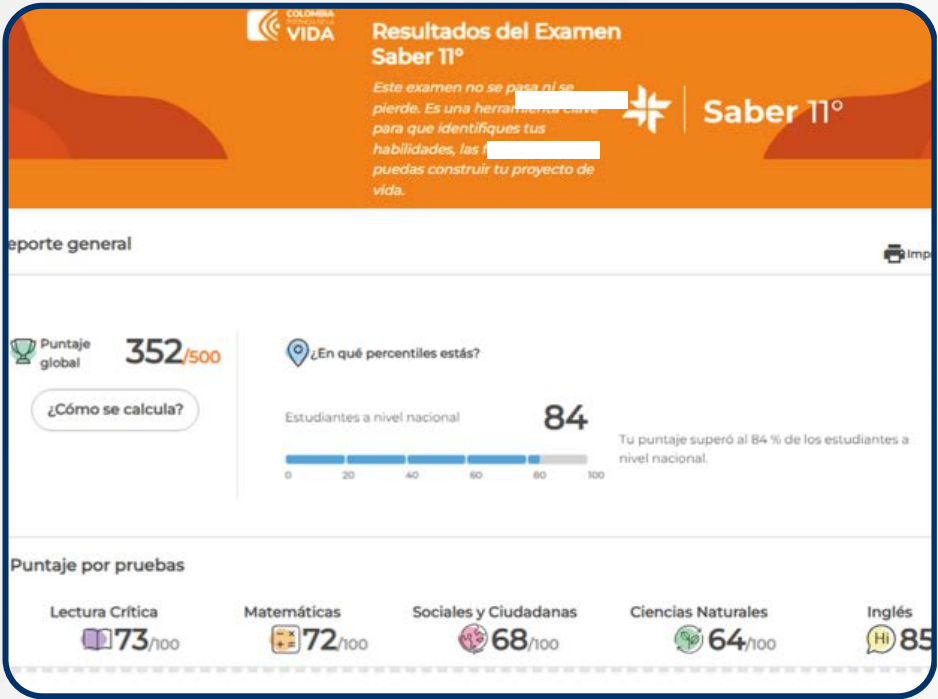 COLOMBIA
POTENCIA DE LA
VIDA
Resultados del Examen
Saber 11°
Este examen no se pasa ni se
pierde. Es una herramienta clave
para que identifiques tus
habilidades, las
puedas construir tu proyecto de
vida.
Saber 11°
eporte general
Imp
Puntaje
global
352/500
¿Cómo se calcula?
¿En qué percentiles estás?
Estudiantes a nivel nacional
84
0 20 40 60 80 100
Tu puntaje superó al 84 % de los estudiantes a
nivel nacional.
Puntaje por pruebas
Lectura Crítica
73/100
Matemáticas
72/100
Sociales y Ciudadanas
68/100
Ciencias Naturales
64/100
Inglés
Hi
85